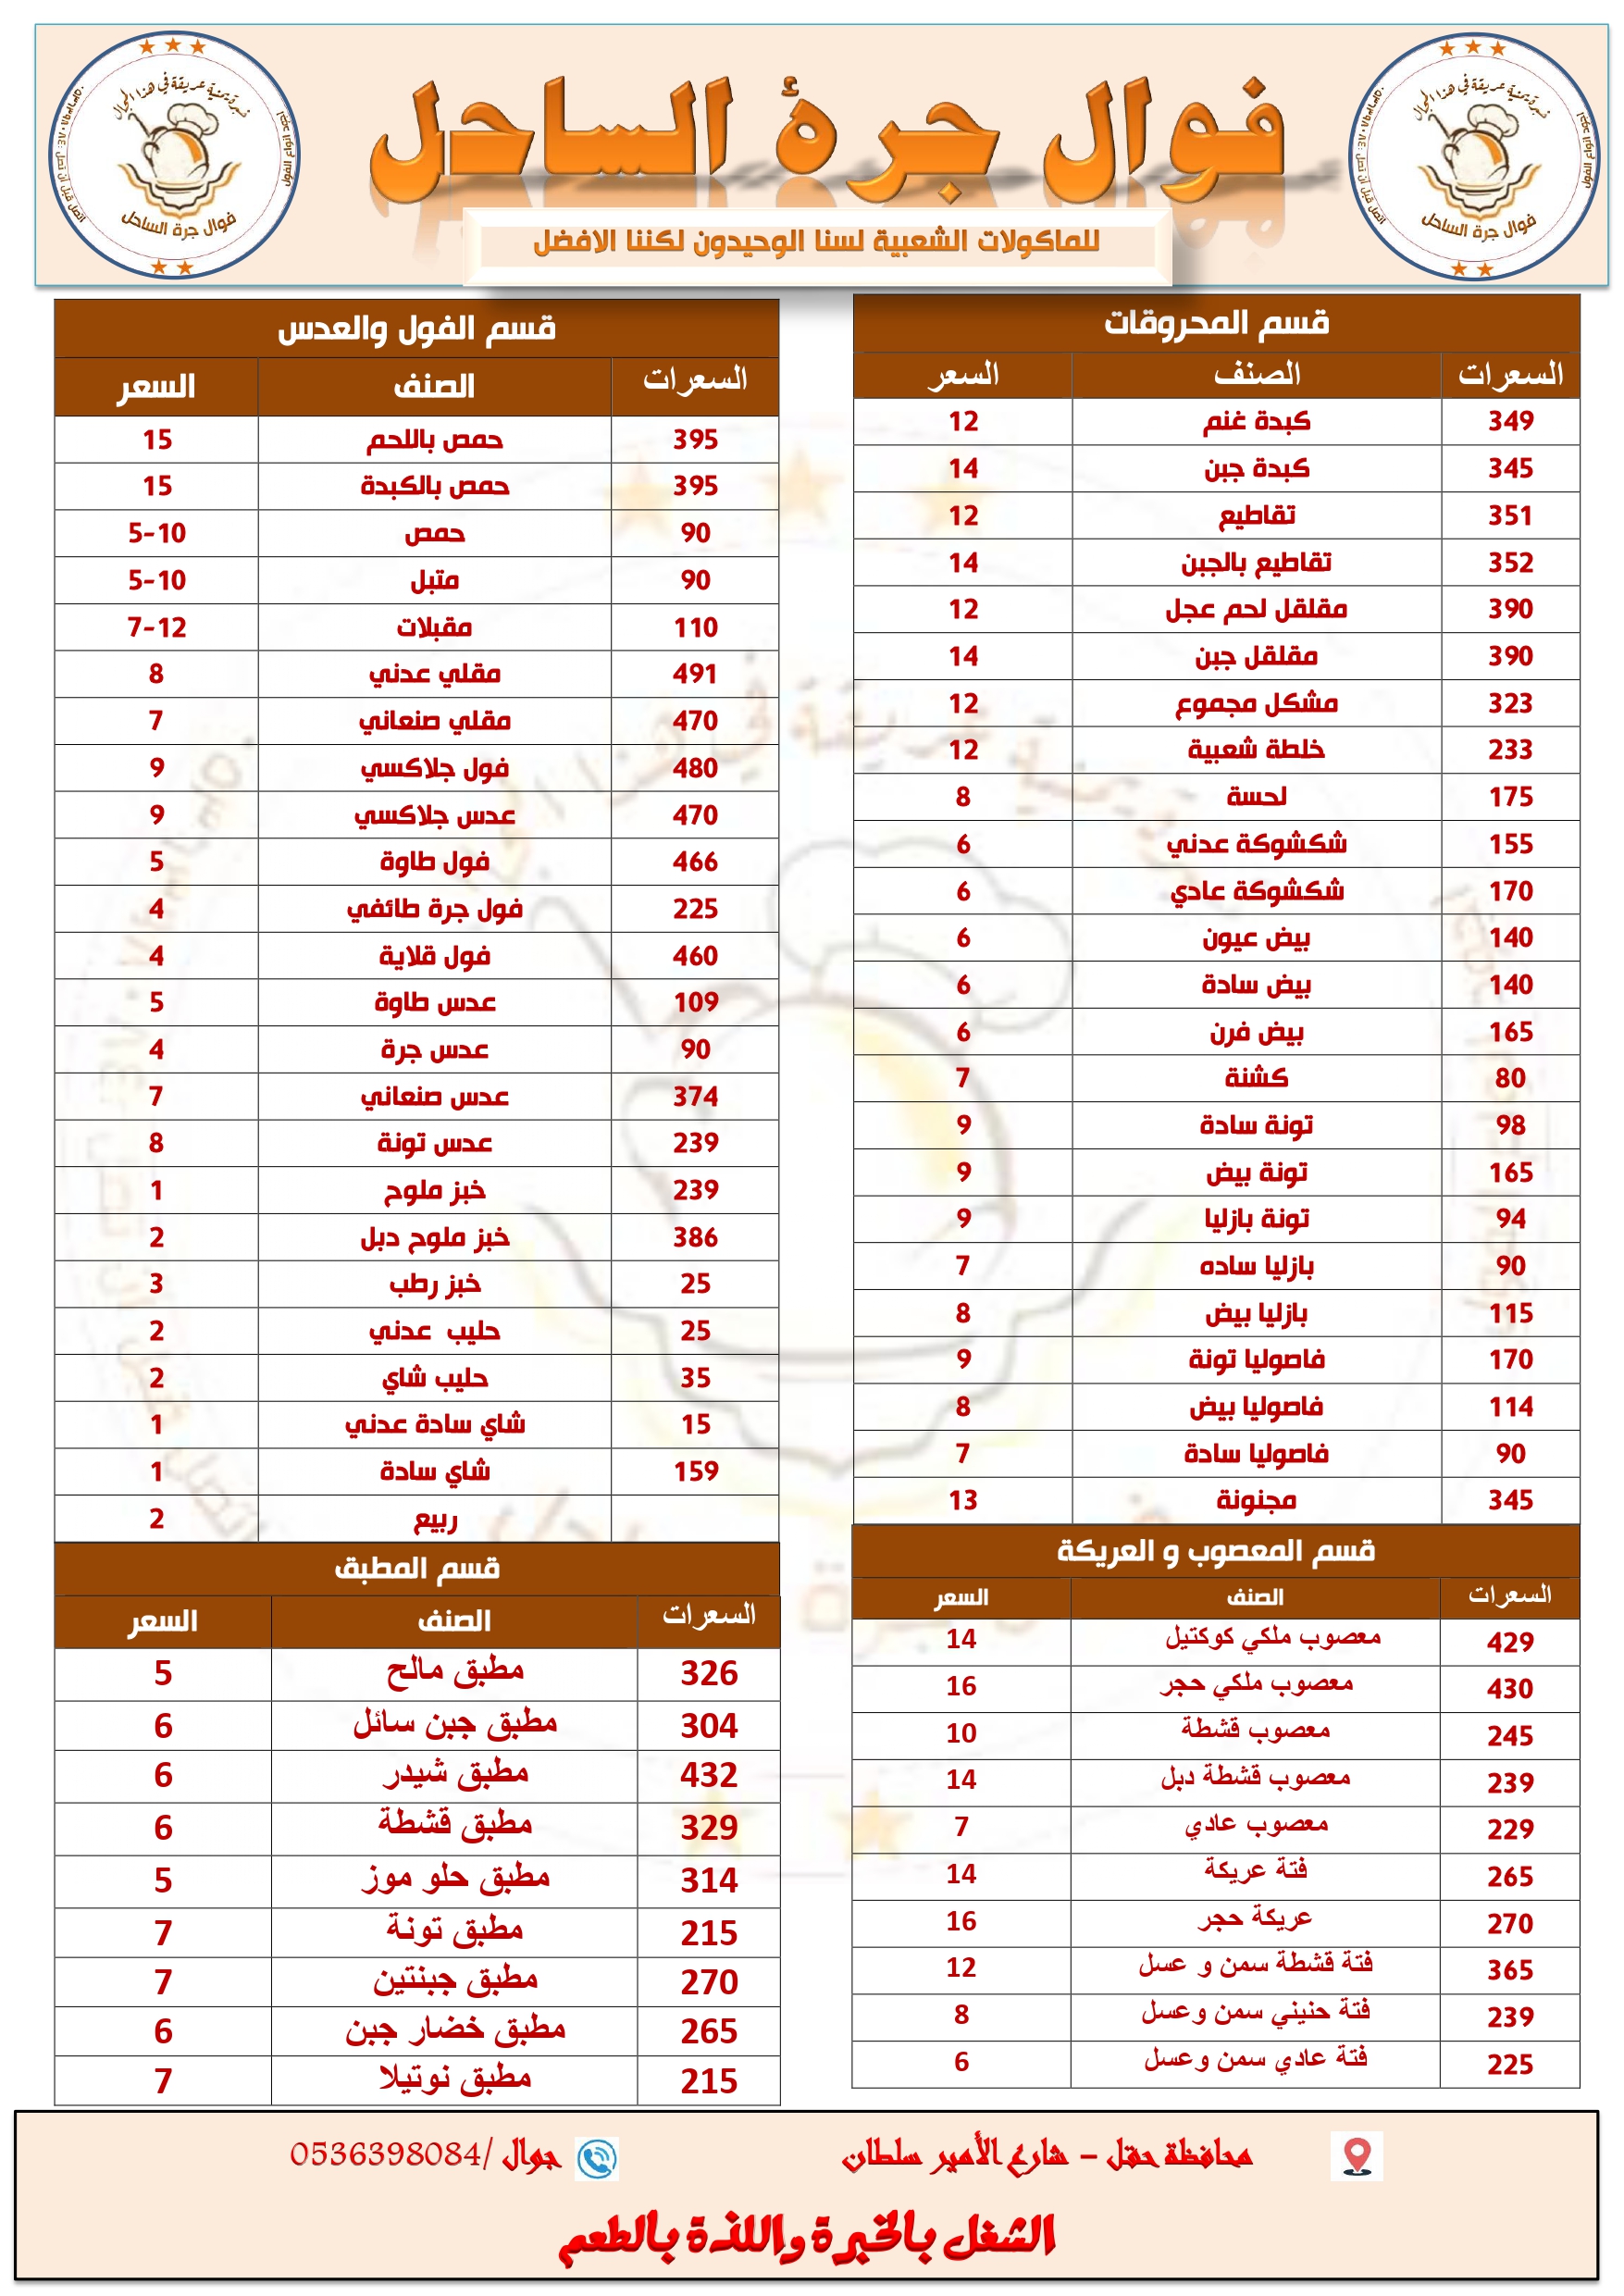 فوال جرة الساحل
للماكولات الشعبية لسنا الوحيدون لكننا الافضل
فوال جرة الساحل
فوال جرة الساحل
قسم المحروقات
السعرات الصنف السعر
349 كبدة غنم 12
345 كبدة جبن 14
351 تقاطيع 12
352 تقاطيع بالجبن 14
390 مقلقل لحم عجل 12
390 مقلقل جبن 14
323 مشكل مجموع 12
233 خلطة شعبية 12
175 لحسة 8
155 شكشوكة عدني 6
170 شكشوكة عادي 6
140 بيض عيون 6
140 بيض سادة 6
165 بيض فرن 6
80 كشنة 7
98 تونة سادة 9
165 تونة بيض 9
94 تونة بازليا 9
90 بازليا ساده 7
115 بازليا بيض 8
170 فاصوليا تونة 9
114 فاصوليا بيض 8
90 فاصوليا سادة 7
345 مجنونة 13
قسم المعصوب و العريكة
السعرات الصنف السعر
429 معصوب ملكي كوكتيل 14
430 معصوب ملكي حجر 16
245 معصوب قشطة 10
239 معصوب قشطة دبل 14
229 معصوب عادي 7
265 فتة عريكة 14
270 عريكة حجر 16
365 فتة قشطة سمن و عسل 12
239 فتة حنيني سمن وعسل 8
225 فتة عادي سمن وعسل 6
قسم الفول والعدس
السعرات الصنف السعر
395 حمص باللحم 15
395 حمص بالكبدة 15
90 حمص 5-10
90 متبل 5-10
110 مقبلات 7-12
491 مقلي عدني 8
470 مقلي صنعاني 7
480 فول جلاكسي 9
470 عدس جلاكسي 9
466 فول طاوة 5
225 فول جرة طائفي 4
460 فول قلاية 4
109 عدس طاوة 5
90 عدس جرة 4
374 عدس صنعاني 7
239 عدس تونة 8
239 خبز ملوح 1
386 خبز ملوح دبل 2
25 خبز رطب 3
25 حليب عدني 2
35 حليب شاي 2
15 شاي سادة عدني 1
159 شاي سادة 1
ربيع 2
قسم المطبق
السعرات الصنف السعر
326 مطبق مالح 5
304 مطبق جبن سائل 6
432 مطبق شيدر 6
329 مطبق قشطة 6
314 مطبق حلو موز 5
215 مطبق تونة 7
270 مطبق جبنتين 7
265 مطبق خضار جبن 6
215 مطبق نوتيلا 7
محافظة حقل – شارع الأمير سلطان
جوال /0536398084
الشغل بالخبرة واللذة بالطعم